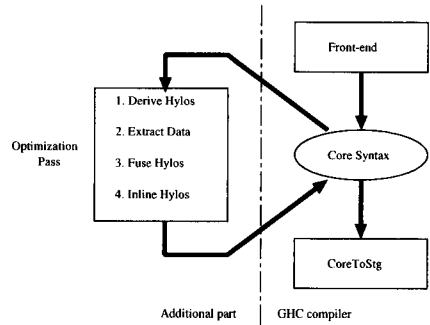 Front-end
1. Derive Hylos
2. Extract Data
3. Fuse Hylos
4. Inline Hylos
Optimization
Pass
Core Syntax
CoreToStg
Additional part
GHC compiler